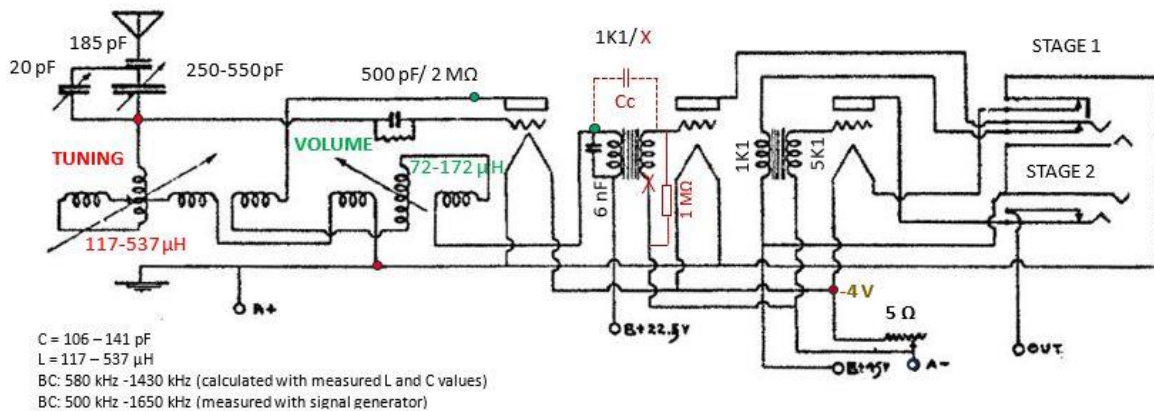 185 pF
20 pF
250-550 pF
500 pF/ 2 MΩ
1K1/ X
Cc
STAGE 1
TUNING
VOLUME
72-172 µH
6 nF
X
1 MΩ
1K1
5K1
STAGE 2
117-537 µH
-4 V
5 Ω
A+
B+22.5V
B+45V
A-
OUT
C = 106 – 141 pF
L = 117 – 537 µH
BC: 580 kHz -1430 kHz (calculated with measured L and C values)
BC: 500 kHz -1650 kHz (measured with signal generator)